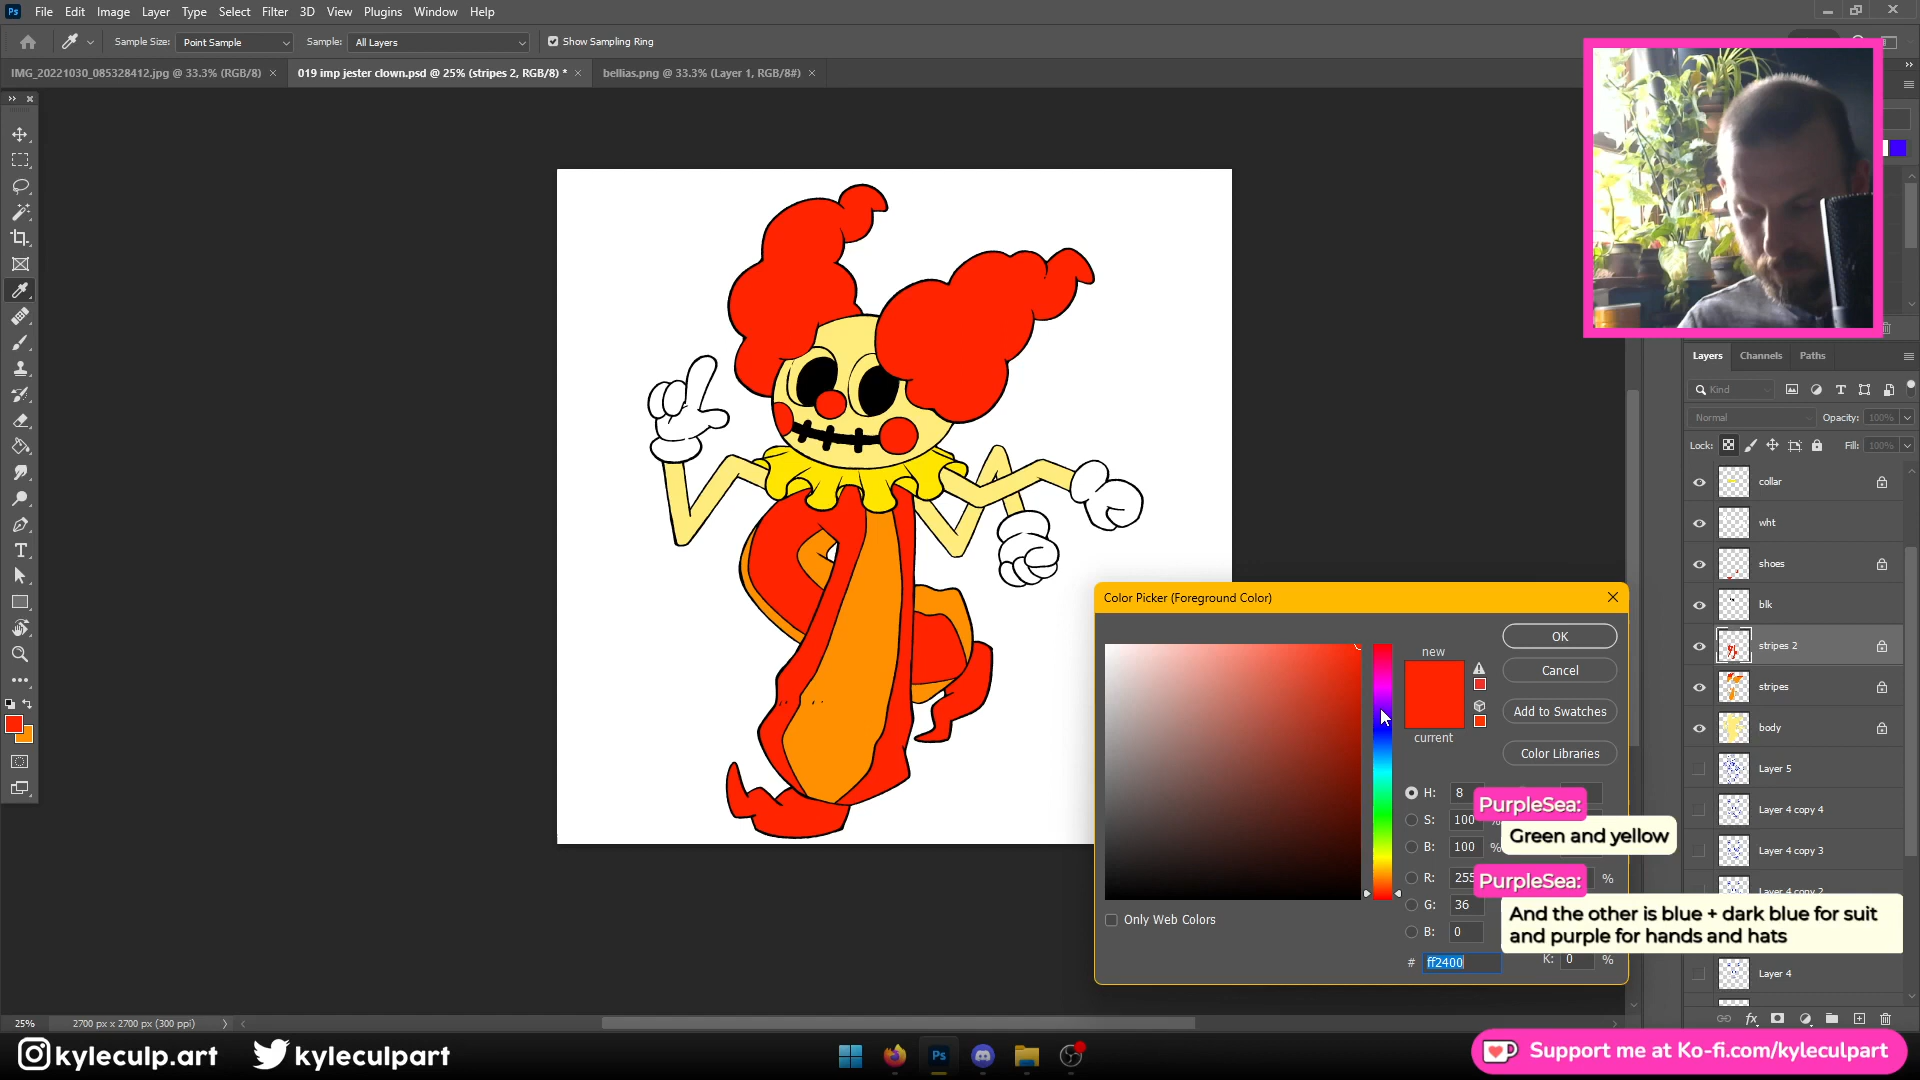 Ps File Edit Image Layer Type Select Filter 3D View Plugins Window Help
Sample Size: Point Sample Sample: All Layers Show Sampling Ring
IMG_20221030_085328412.jpg @ 33.3% (RGB/8) × 019 imp jester clown.psd @ 25% (stripes 2, RGB/8) * × bellias.png @ 33.3% (Layer 1, RGB/8#) ×
Layers Channels Paths
Kind
Normal Opacity: 100%
Lock: Fill: 100%
collar
wht
shoes
blk
stripes 2
stripes
body
Layer 5
Layer 4 copy 4
Layer 4 copy 3
Layer 4 copy 2
Layer 4
Color Picker (Foreground Color)
new
current
OK
Cancel
Add to Swatches
Color Libraries
H: 8
S: 100 %
B: 100 %
R: 255
G: 36
B: 0
# ff2400
%
K: 0 %
Only Web Colors
PurpleSea:
Green and yellow
PurpleSea:
And the other is blue + dark blue for suit
and purple for hands and hats
25% 2700 px x 2700 px (300 ppi)
kyleculp.art kyleculpart
Ps
Support me at Ko-fi.com/kyleculpart